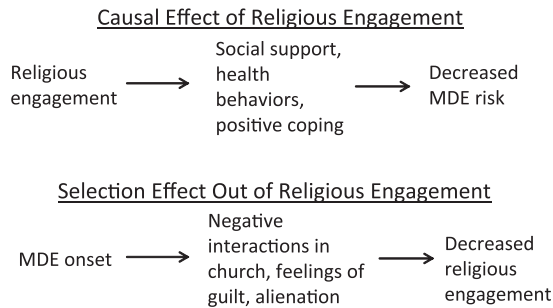 Causal Effect of Religious Engagement
Religious
engagement
Social support,
health
behaviors,
positive coping
Decreased
MDE risk
Selection Effect Out of Religious Engagement
MDE onset
Negative
interactions in
church, feelings of
guilt, alienation
Decreased
religious
engagement